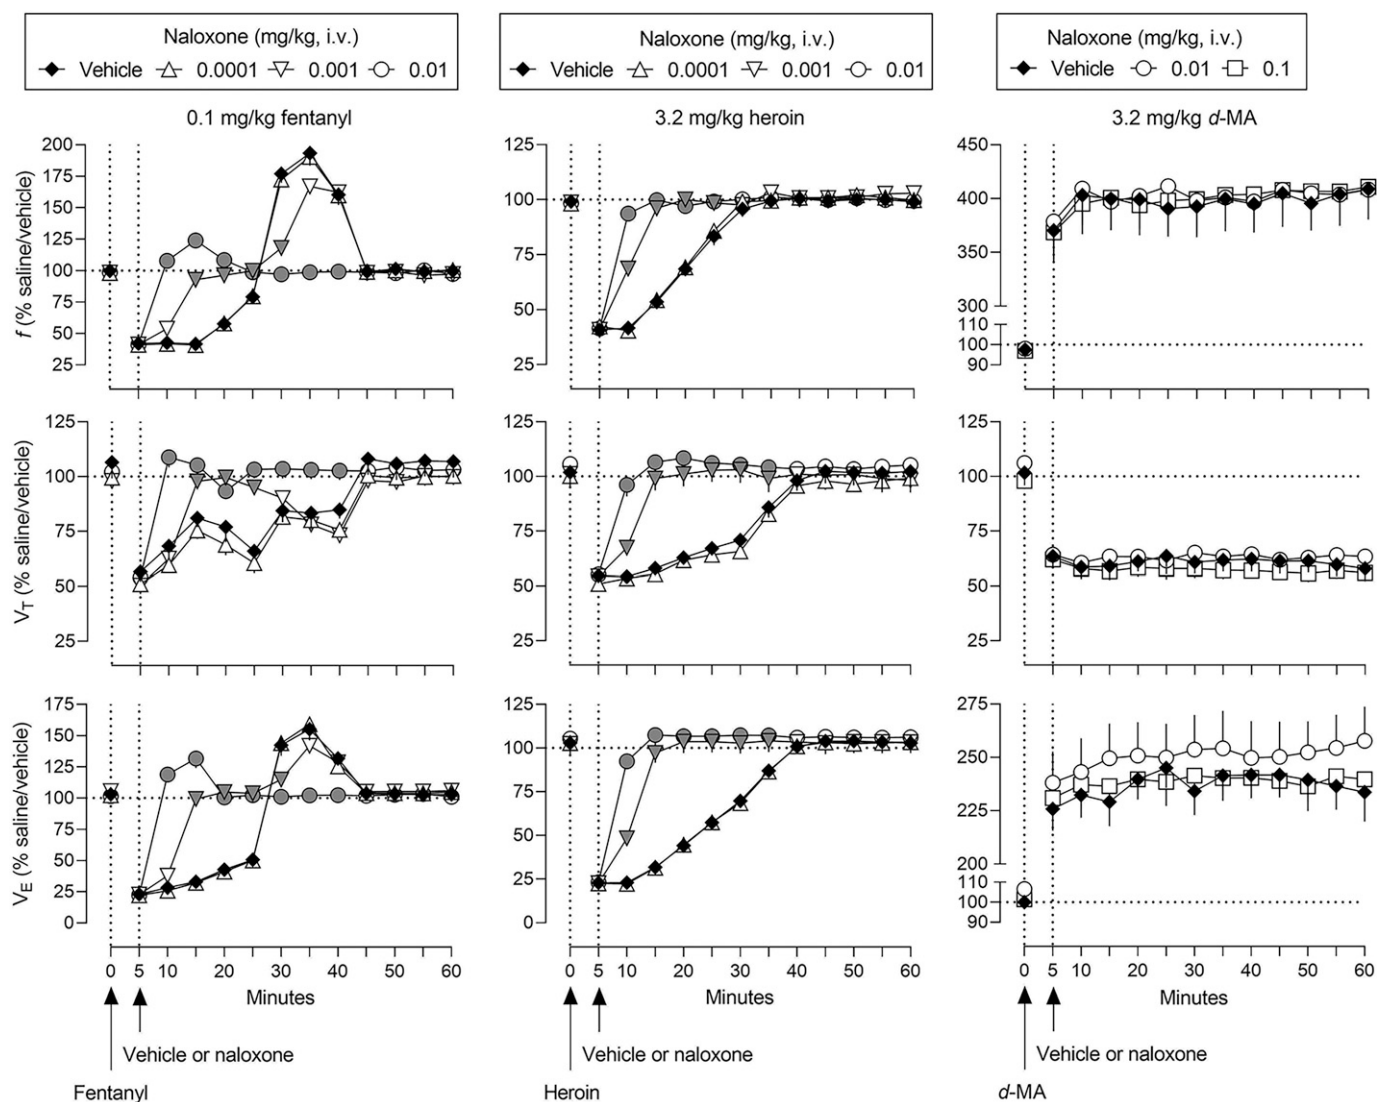 Naloxone (mg/kg, i.v.)
Vehicle 0.0001 0.001 0.01
Naloxone (mg/kg, i.v.)
Vehicle 0.0001 0.001 0.01
Naloxone (mg/kg, i.v.)
Vehicle 0.01 0.1
0.1 mg/kg fentanyl
3.2 mg/kg heroin
3.2 mg/kg d-MA
f (% saline/vehicle)
200
175
150
125
100
75
50
25
125
100
75
50
25
450
400
350
300
110
100
90
VT (% saline/vehicle)
125
100
75
50
25
125
100
75
50
25
125
100
75
50
25
VE (% saline/vehicle)
175
150
125
100
75
50
25
0
125
100
75
50
25
0
275
250
225
200
110
100
90
0 5 10 20 30 40 50 60
0 5 10 20 30 40 50 60
0 5 10 20 30 40 50 60
Minutes
Minutes
Minutes
Vehicle or naloxone
Vehicle or naloxone
Vehicle or naloxone
Fentanyl
Heroin
d-MA